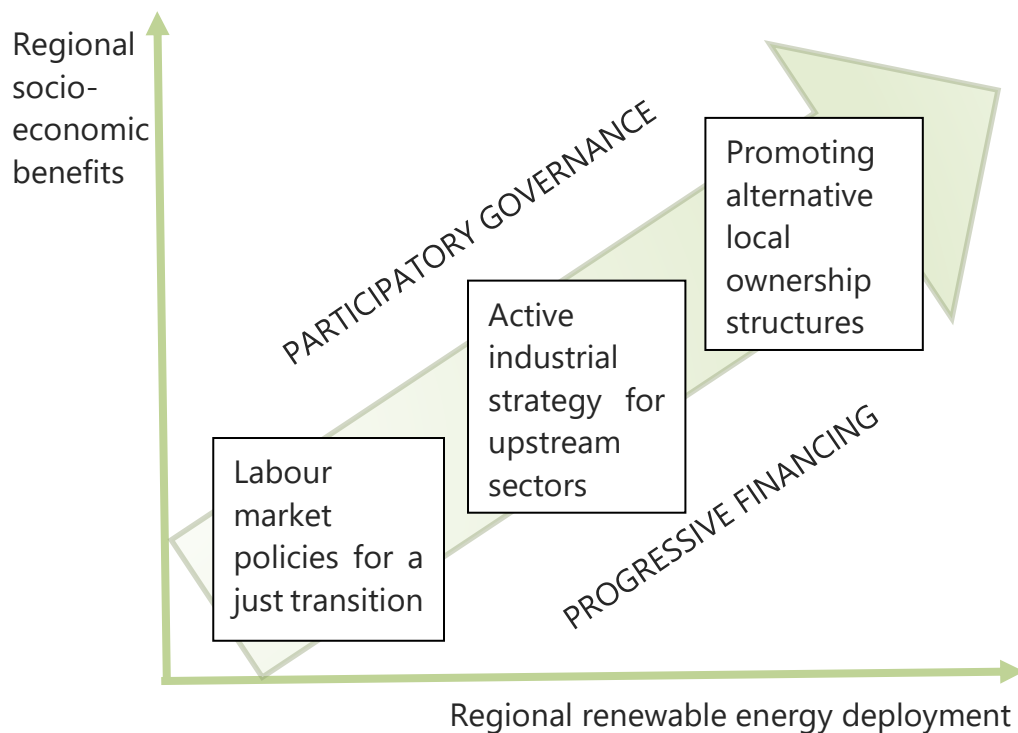 Regional
socio-
economic
benefits
PARTICIPATORY GOVERNANCE
Promoting
alternative
local
ownership
structures
Active
industrial
strategy for
upstream
sectors
Labour
market
policies for a
just transition
PROGRESSIVE FINANCING
Regional renewable energy deployment